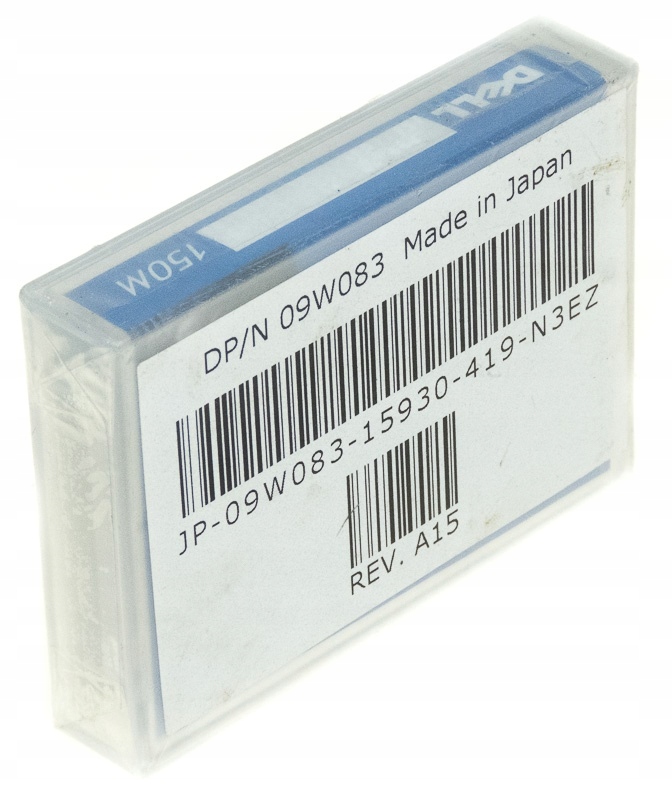 DELL
150M
DP/N 09W083 Made in Japan
JP-09W083-15930-419-N3EZ
REV. A15